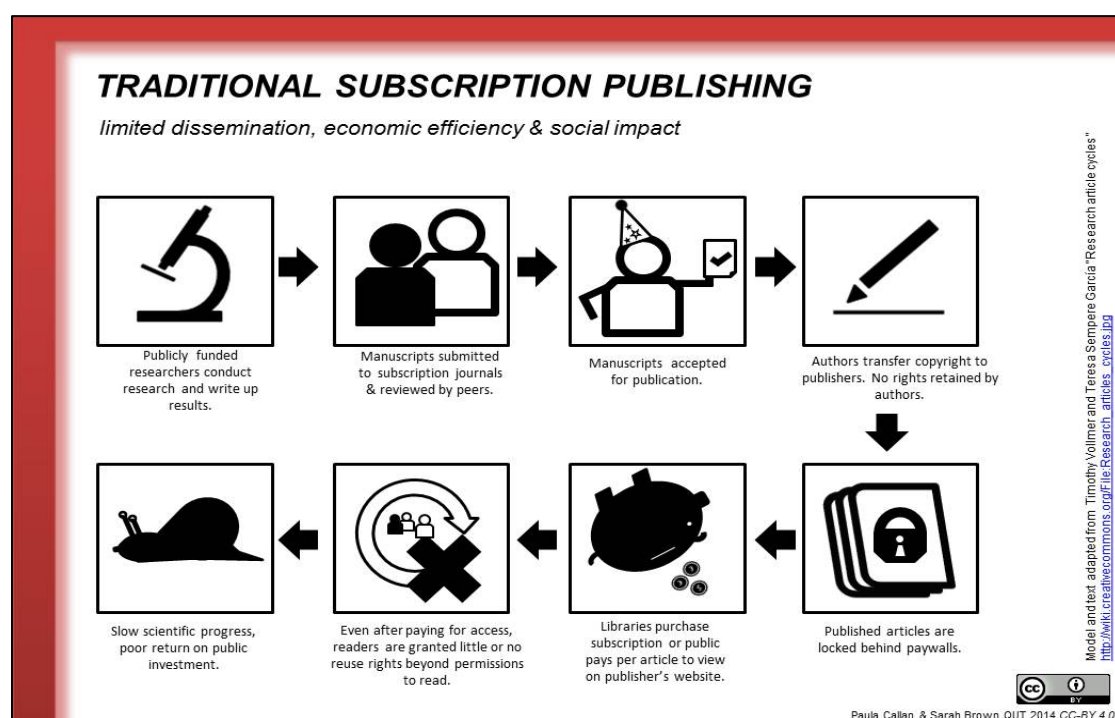 TRADITIONAL SUBSCRIPTION PUBLISHING
limited dissemination, economic efficiency & social impact
Publicly funded
researchers conduct
research and write up
results.
Manuscripts submitted
to subscription journals
& reviewed by peers.
Manuscripts accepted
for publication.
Authors transfer copyright to
publishers. No rights retained by
authors.
Slow scientific progress,
poor return on public
investment.
Even after paying for access,
readers are granted little or no
reuse rights beyond permissions
to read.
Libraries purchase
subscription or public
pays per article to view
on publisher's website.
Published articles are
locked behind paywalls.
Model and text adapted from Timothy Vollmer and Teresa Sempere García "Research article cycles"
http://wiki.creativecommons.org/File:Research_articles_cycles.jpg
cc
BY
Paula Callan & Sarah Brown QUT 2014 CC-BY 4.0